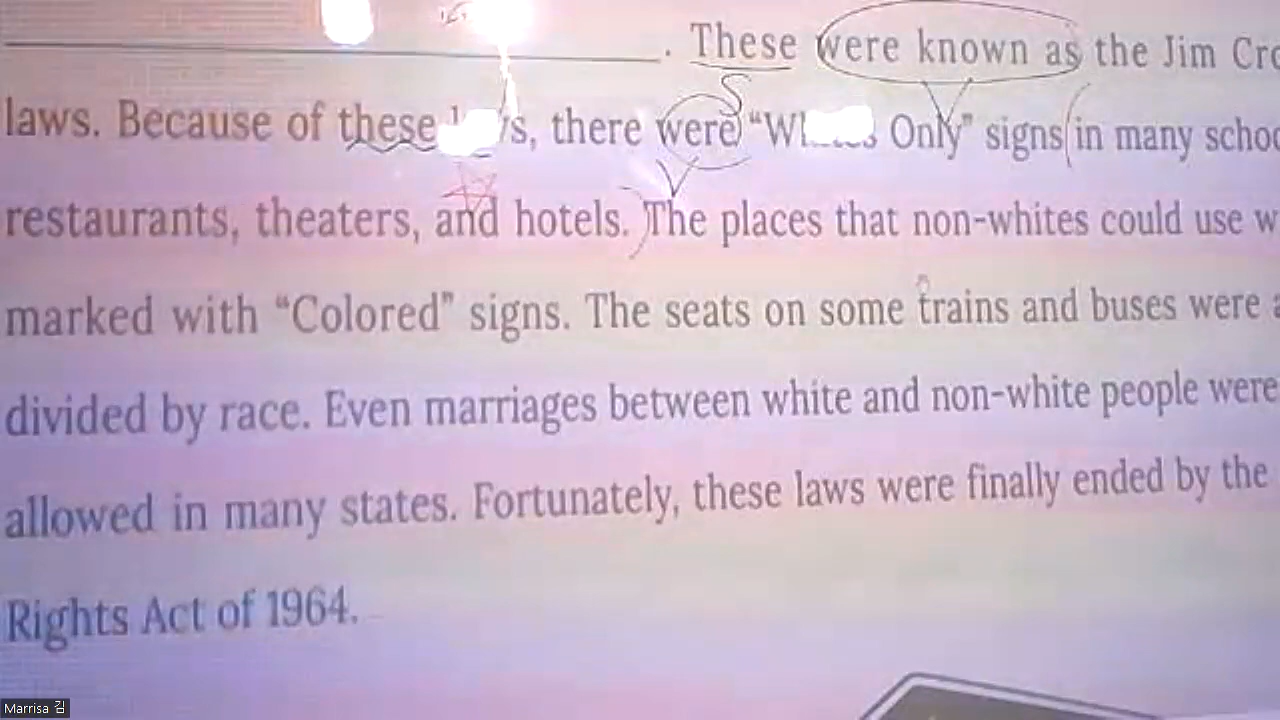 . These were known as the Jim Cro
laws. Because of these s, there were “W s Only” signs in many schoo
restaurants, theaters, and hotels. The places that non-whites could use w
marked with “Colored” signs. The seats on some trains and buses were a
divided by race. Even marriages between white and non-white people were
allowed in many states. Fortunately, these laws were finally ended by the
Rights Act of 1964.
S
V
V
Marrisa 김